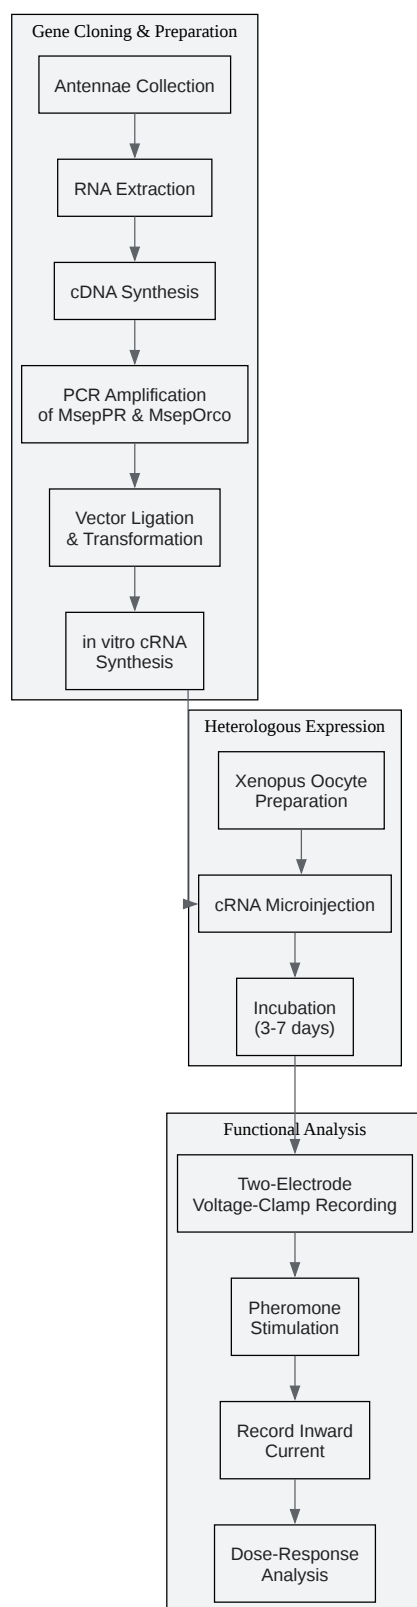 Gene Cloning & Preparation
Antennae Collection
RNA Extraction
cDNA Synthesis
PCR Amplification
of MsepPR & MsepOrco
Vector Ligation
& Transformation
in vitro cRNA
Synthesis
Heterologous Expression
Xenopus Oocyte
Preparation
cRNA Microinjection
Incubation
(3-7 days)
Functional Analysis
Two-Electrode
Voltage-Clamp Recording
Pheromone
Stimulation
Record Inward
Current
Dose-Response
Analysis